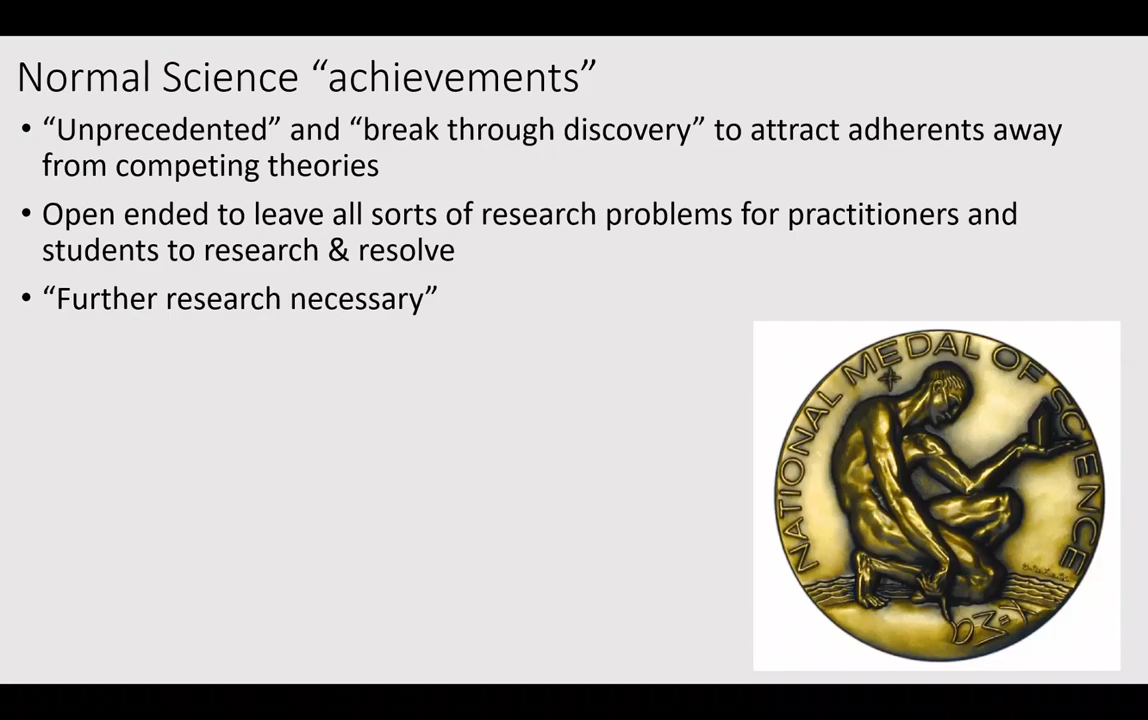 Normal Science “achievements”
• “Unprecedented” and “break through discovery” to attract adherents away
from competing theories
• Open ended to leave all sorts of research problems for practitioners and
students to research & resolve
• “Further research necessary”
NATIONAL MEDAL OF SCIENCE